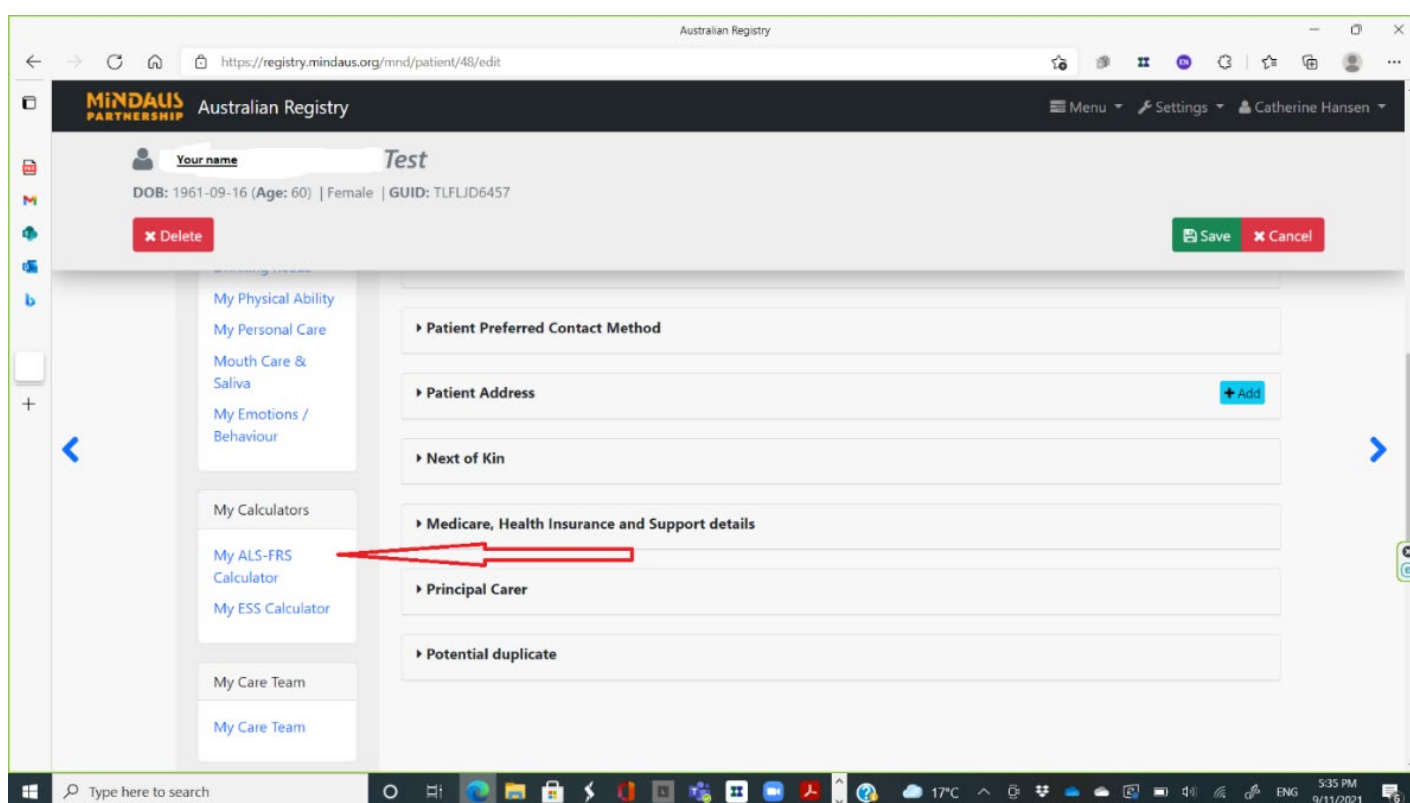 Australian Registry
https://registry.mindaus.org/mnd/patient/48/edit
MiNDAUS
PARTNERSHIP
Australian Registry
Menu
Settings
Catherine Hansen
Your name
Test
DOB: 1961-09-16 (Age: 60) | Female | GUID: TLFLJD6457
Delete
Save
Cancel
My Physical Ability
My Personal Care
Mouth Care &
Saliva
My Emotions /
Behaviour
My Calculators
My ALS-FRS
Calculator
My ESS Calculator
My Care Team
My Care Team
Patient Preferred Contact Method
Patient Address
Add
Next of Kin
Medicare, Health Insurance and Support details
Principal Carer
Potential duplicate
Type here to search
17°C
ENG
5:35 PM
9/11/2021
6